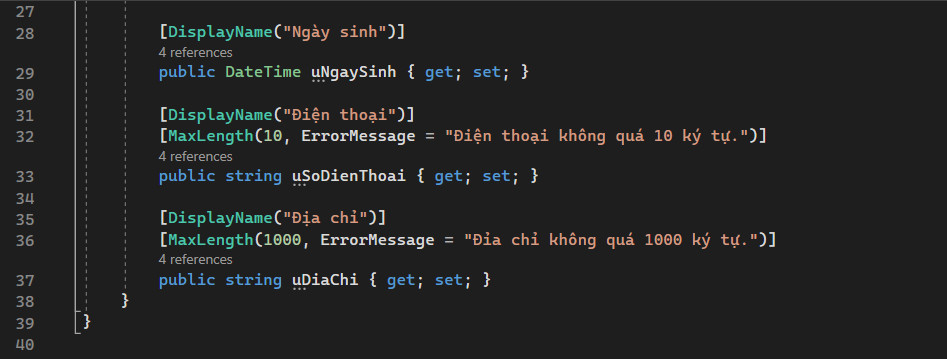 27
28 [DisplayName("Ngày sinh")]
4 references
29 public DateTime uNgaySinh { get; set; }
30
31 [DisplayName("Điện thoại")]
32 [MaxLength(10, ErrorMessage = "Điện thoại không quá 10 ký tự.")]
4 references
33 public string uSoDienThoai { get; set; }
34
35 [DisplayName("Địa chỉ")]
36 [MaxLength(1000, ErrorMessage = "Đỉa chỉ không quá 1000 ký tự.")]
4 references
37 public string uDiaChi { get; set; }
38 }
39 }
40